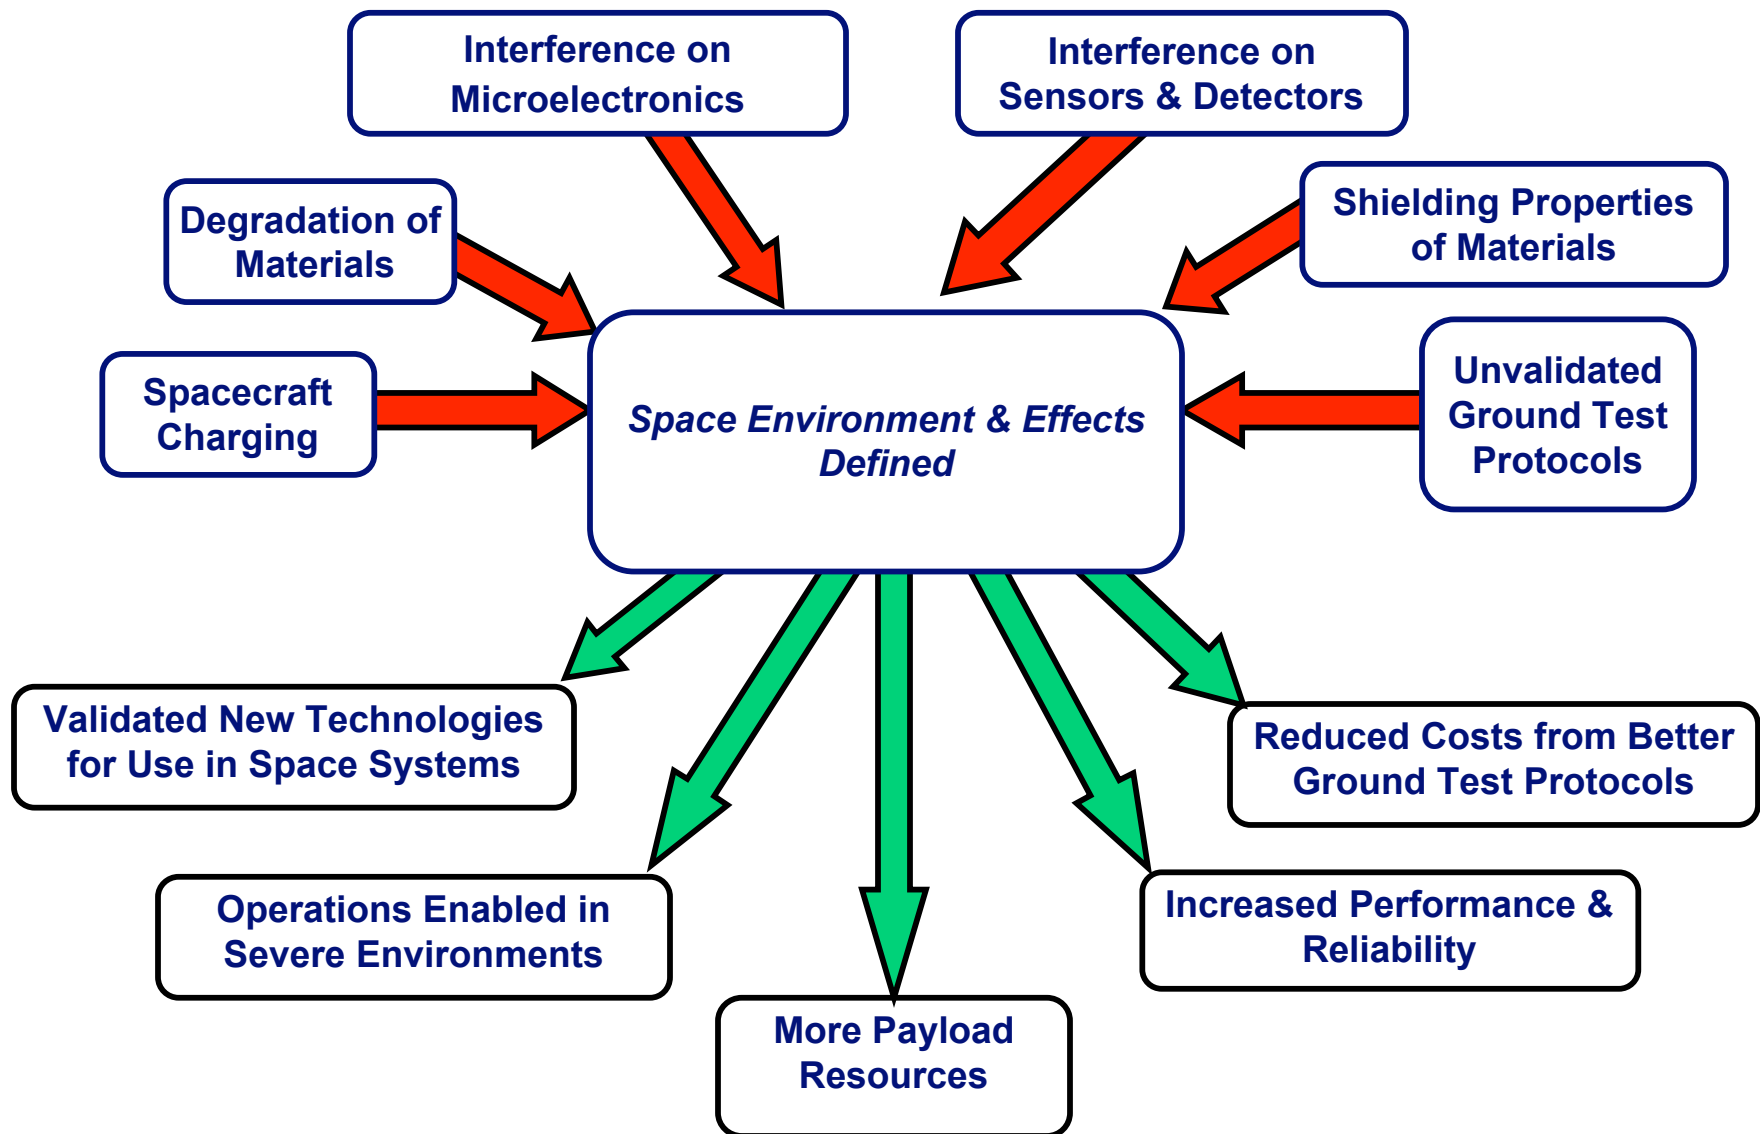 Interference on
Microelectronics
Interference on
Sensors & Detectors
Degradation of
Materials
Shielding Properties
of Materials
Spacecraft
Charging
Unvalidated
Ground Test
Protocols
Space Environment & Effects
Defined
Validated New Technologies
for Use in Space Systems
Reduced Costs from Better
Ground Test Protocols
Operations Enabled in
Severe Environments
Increased Performance &
Reliability
More Payload
Resources